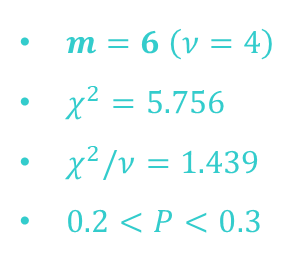 • m = 6 (ν = 4)
• χ² = 5.756
• χ²/ν = 1.439
• 0.2 < P < 0.3